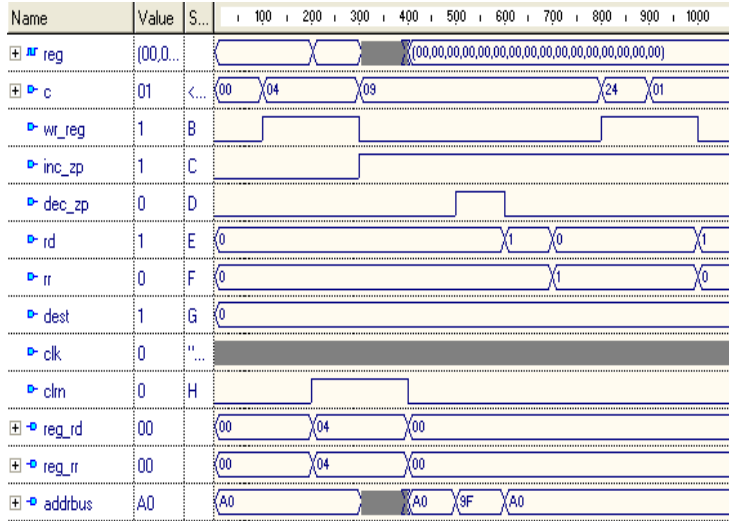 Name Value S... 100 200 300 400 500 600 700 800 900 1000
reg (00,0... (00,00,00,00,00,00,00,00,00,00,00,00,00,00,00,00)
c 01 <... 00 04 09 24 01
wr_reg 1 B
inc_zp 1 C
dec_zp 0 D
rd 1 E 0 1 0 1
rr 0 F 0 1 0
dest 1 G 0
clk 0 "...
clrn 0 H
reg_rd 00 00 04 00
reg_rr 00 00 04 00
addrbus A0 A0 A0 9F A0